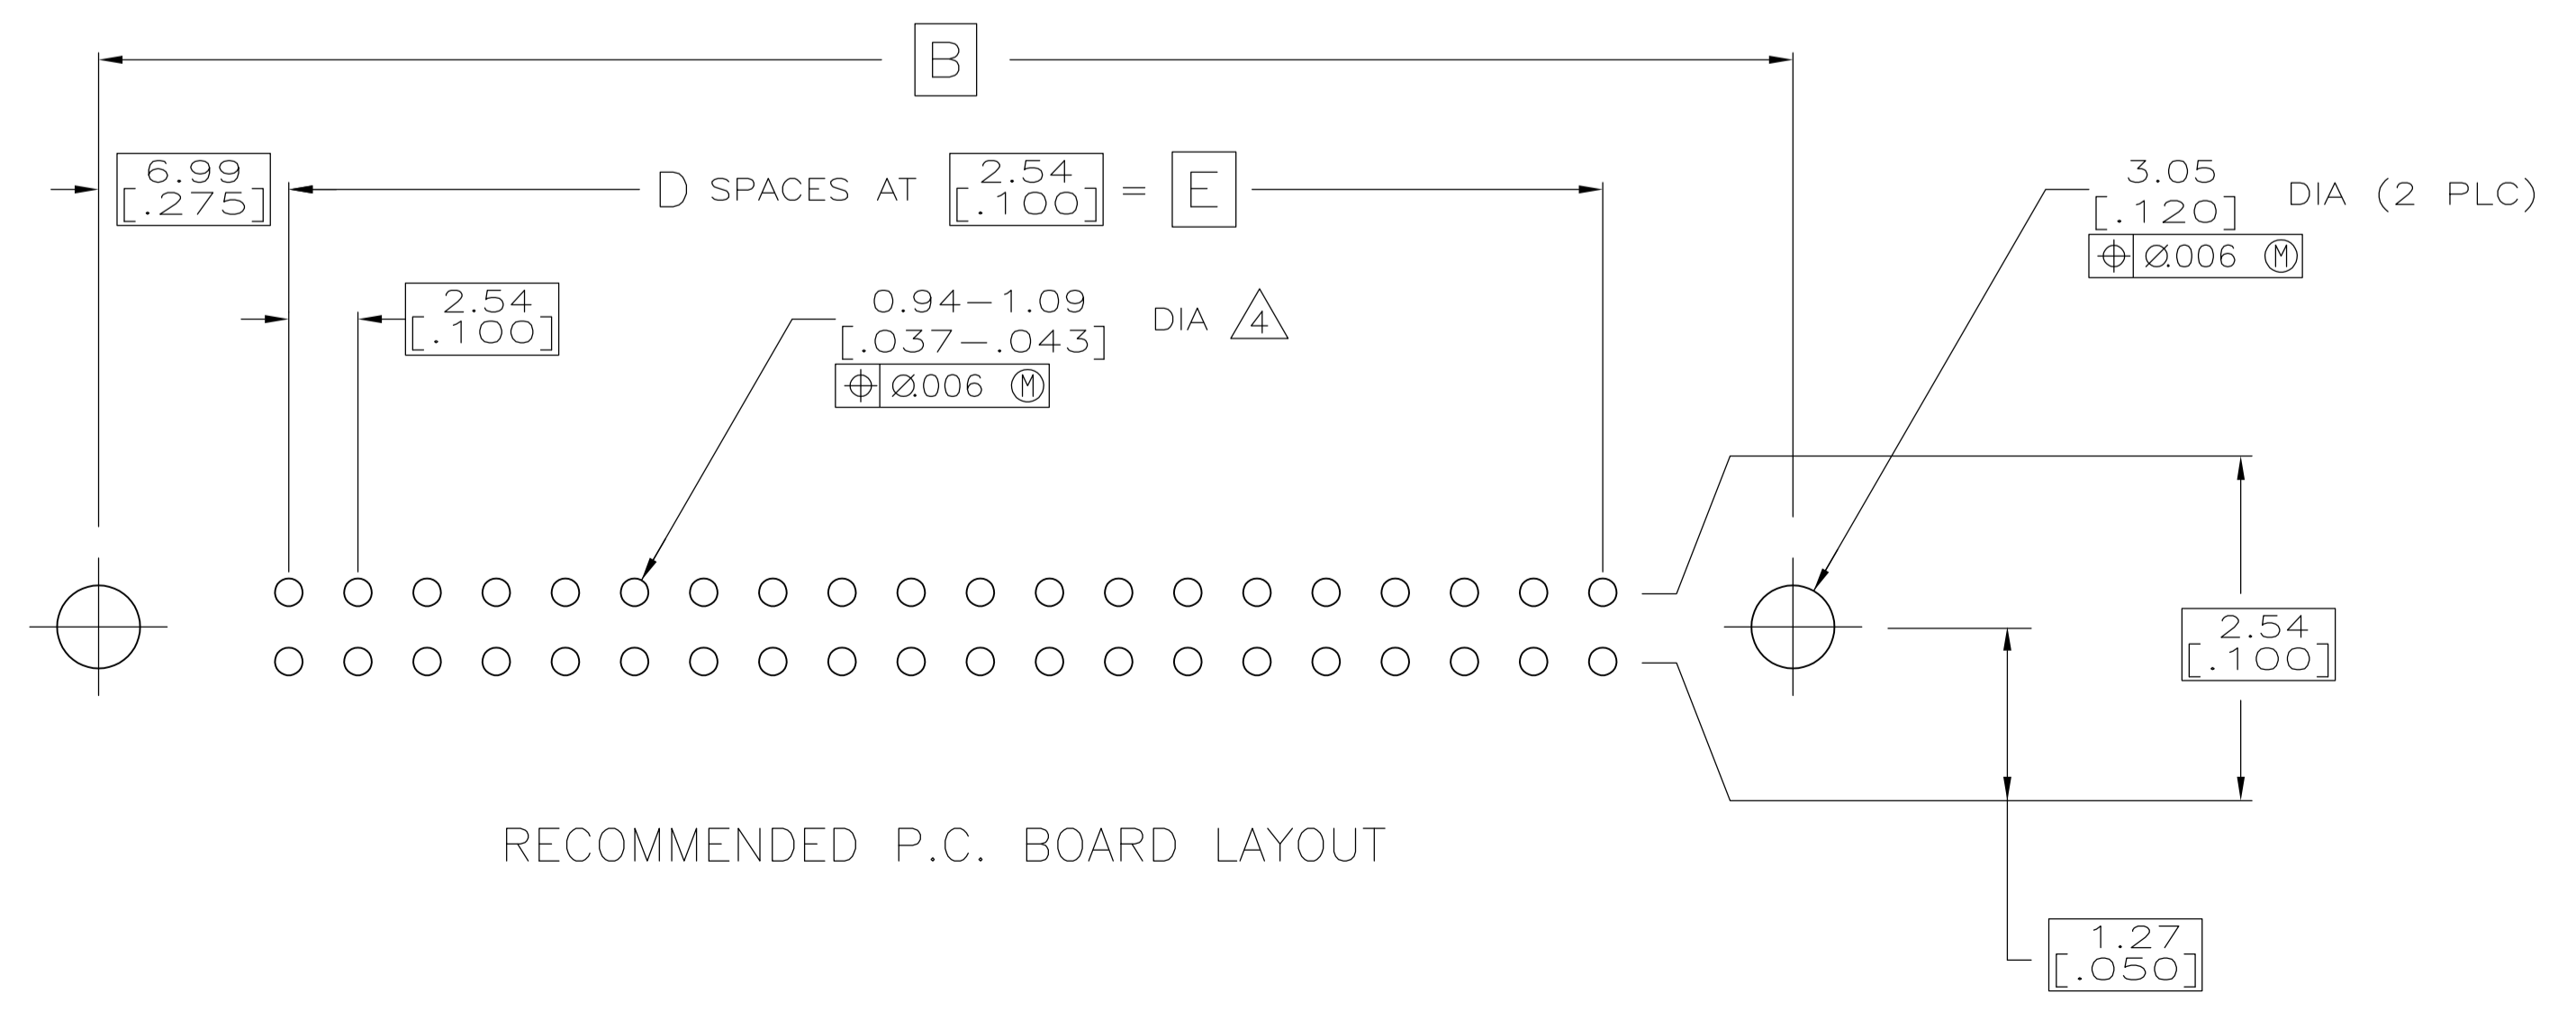 B
6.99
[.275]
D SPACES AT 2.54 [.100] = E
3.05
[.120] DIA (2 PLC)
⌖ Ø.006 Ⓜ
2.54
[.100]
0.94–1.09
[.037–.043] DIA 4
⌖ Ø.006 Ⓜ
2.54
[.100]
RECOMMENDED P.C. BOARD LAYOUT
1.27
[.050]